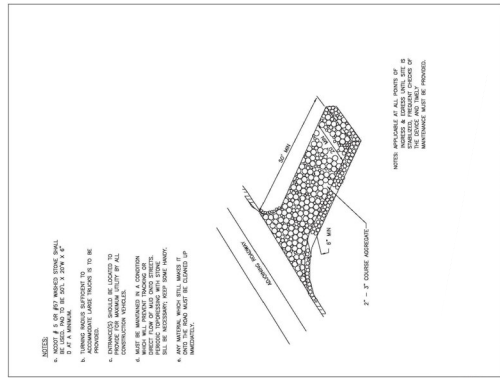 NOTES:
a. NCDOT # 5 OR #57 WASHED STONE SHALL
BE USED. PAD TO BE 50'L X 20'W X 6"
D AT A MINIMUM.
b. TURNING RADIUS SUFFICIENT TO
ACCOMMODATE LARGE TRUCKS IS TO BE
PROVIDED.
c. ENTRANCE(S) SHOULD BE LOCATED TO
PROVIDE FOR MAXIMUM UTILITY BY ALL
CONSTRUCTION VEHICLES.
d. MUST BE MAINTAINED IN A CONDITION
WHICH WILL PREVENT TRACKING OR
DIRECT FLOW OF MUD ONTO STREETS.
PERIODIC TOPDRESSING WITH STONE
SILL BE NECESSARY. KEEP SOME HANDY.
e. ANY MATERIAL WHICH STILL MAKES IT
ONTO THE ROAD MUST BE CLEANED UP
IMMEDIATELY.
ADJOINING ROADWAY
50' MIN
MIN
6" MIN
2" - 3" COURSE AGGREGATE
NOTES: APPLICABLE AT ALL POINTS OF
INGRESS & EGRESS UNTIL SITE IS
STABILIZED, FREQUENT CHECKS OF
THE DEVICE AND TIMELY
MAINTENANCE MUST BE PROVIDED.